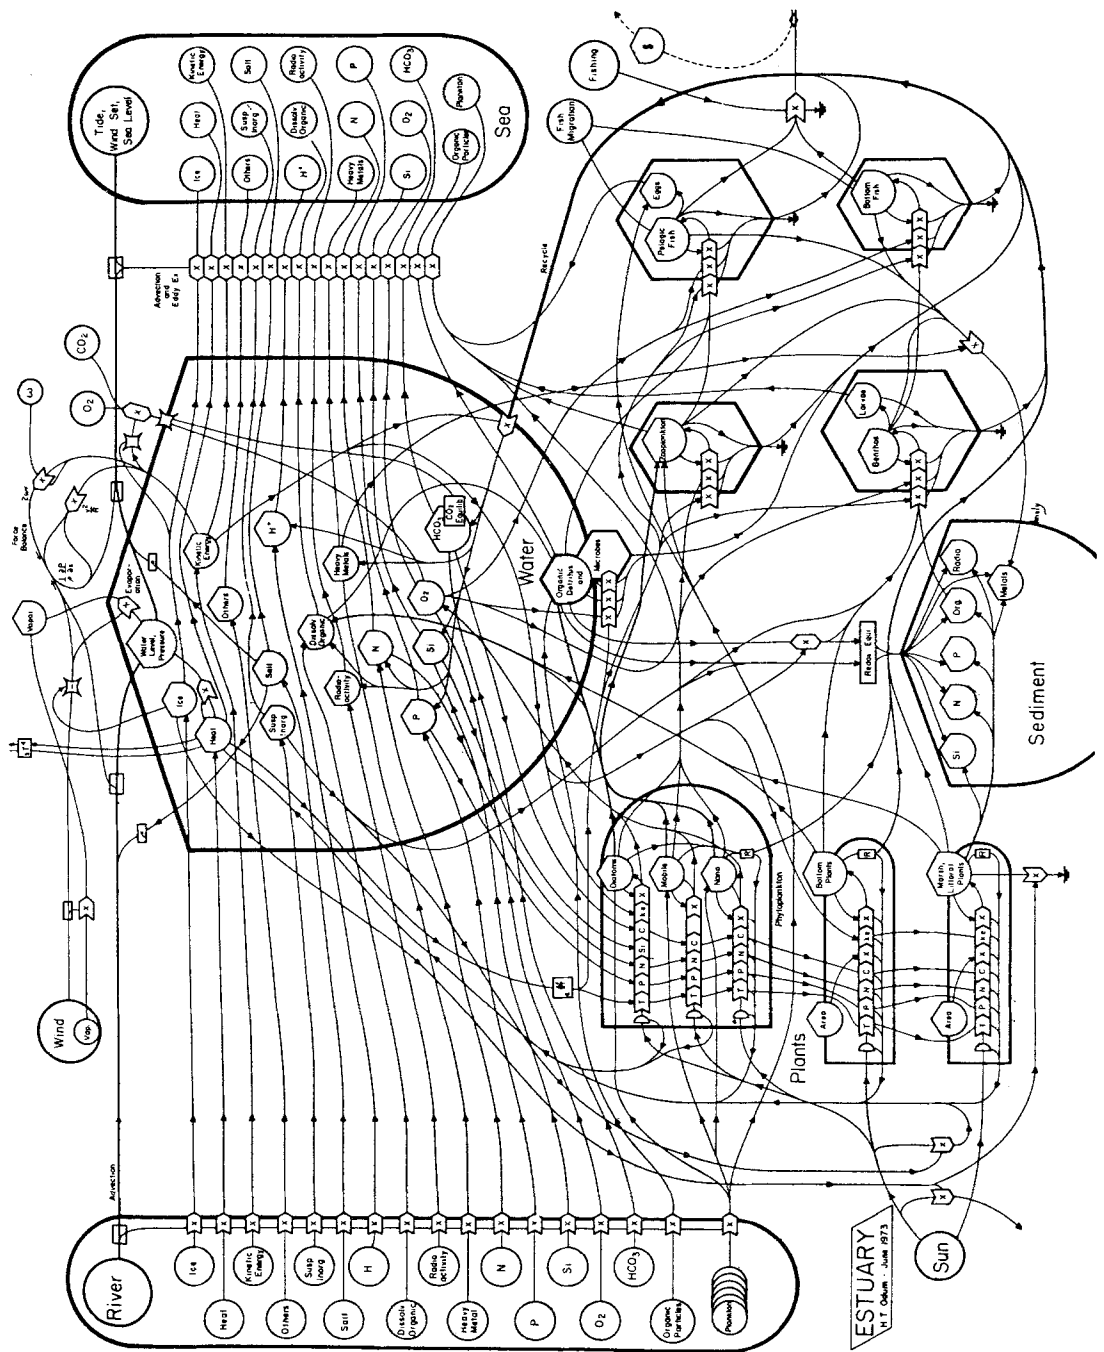 ESTUARY
H T Odum - June 1973
River
Ice
Heat
Kinetic
Energy
Others
Susp
inorg
Salt
H
Dissolv
Organic
Radio
activity
Heavy
Metal
N
P
Si
O2
HCO3
Organic
Particles
Plankton
Sun
Advection
Wind
Vap.
Vapor
Force
Balance
ω
O2
CO2
Evapor-
ation
Water
Level,
Pressure
Ice
Heat
Kinetic
Energy
Others
Salt
Susp
inorg
H+
Dissolv
Organic
Radio-
activity
Heavy
Metals
N
P
Si
O2
HCO3
CO2
Equilib
Water
Organic
Detritus
and
Microbes
Advection
and
Eddy Ex
Tide,
Wind Set,
Sea Level
Ice
Heat
Kinetic
Energy
Others
Susp
Inorg
Salt
H+
Dissol
Organic
Radio
activity
Heavy
Metals
N
P
Si
O2
HCO3
Organic
Particles
Plankton
Sea
Recycle
Fish
Migration
Fishing
$
Pelagic
Fish
Eggs
Bottom
Fish
Zooplankton
Benthos
Larvae
Redox Equi
Si
N
P
Org
Radio
Metals
Sediment
Diatoms
Mobile
Nano
Phytoplankton
T P N Si C
T P N C
T P N C X
R
Plants
Bottom
Plants
Area
T P N C X
R
Marsh,
Littoral
Plants
Area
T P N C X
R